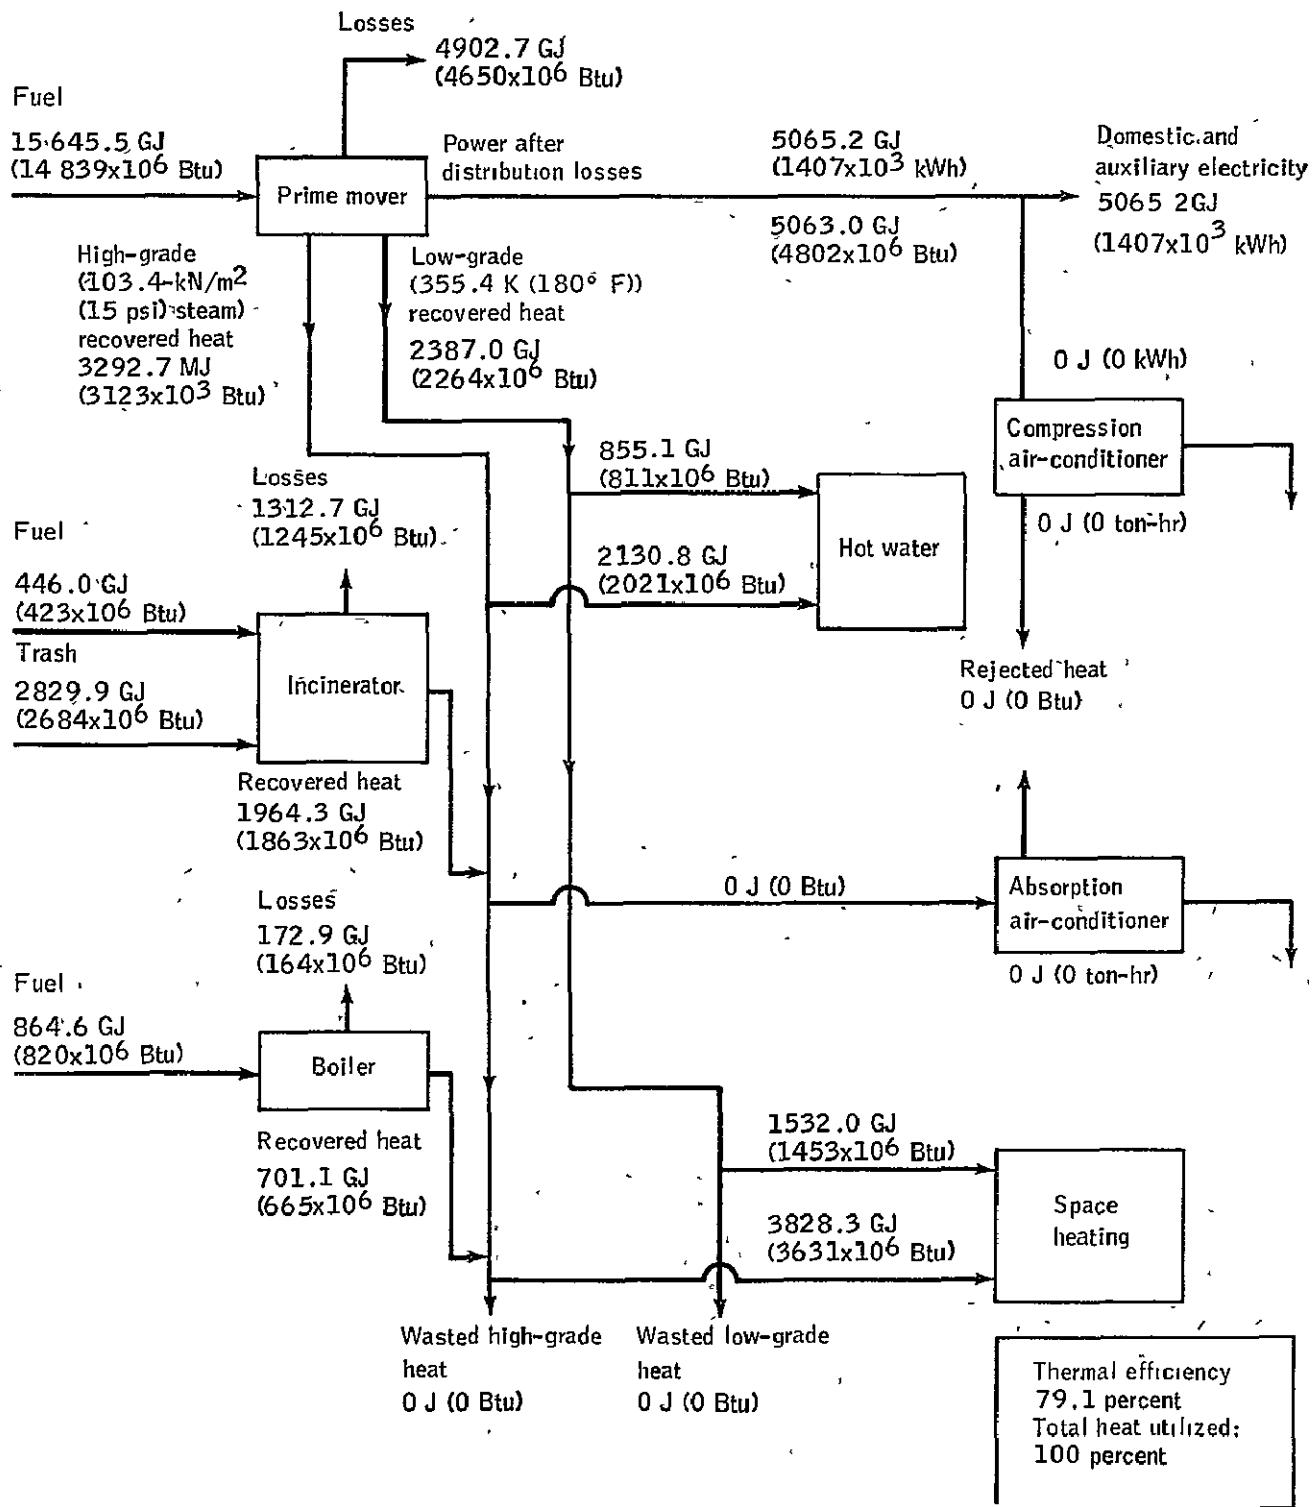 Losses
4902.7 GJ
(4650x10⁶ Btu)
Fuel
15 645.5 GJ
(14 839x10⁶ Btu)
Prime mover
Power after
distribution losses
5065.2 GJ
(1407x10³ kWh)
5063.0 GJ
(4802x10⁶ Btu)
Domestic and
auxiliary electricity
5065 2GJ
(1407x10³ kWh)
High-grade
(103.4-kN/m²
(15 psi) steam)
recovered heat
3292.7 MJ
(3123x10³ Btu)
Low-grade
(355.4 K (180° F))
recovered heat
2387.0 GJ
(2264x10⁶ Btu)
0 J (0 kWh)
Compression
air-conditioner
0 J (0 ton-hr)
Rejected heat
0 J (0 Btu)
855.1 GJ
(811x10⁶ Btu)
Hot water
2130.8 GJ
(2021x10⁶ Btu)
Losses
1312.7 GJ
(1245x10⁶ Btu)
Fuel
446.0 GJ
(423x10⁶ Btu)
Trash
2829.9 GJ
(2684x10⁶ Btu)
Incinerator
Recovered heat
1964.3 GJ
(1863x10⁶ Btu)
0 J (0 Btu)
Absorption
air-conditioner
0 J (0 ton-hr)
Losses
172.9 GJ
(164x10⁶ Btu)
Fuel
864.6 GJ
(820x10⁶ Btu)
Boiler
Recovered heat
701.1 GJ
(665x10⁶ Btu)
1532.0 GJ
(1453x10⁶ Btu)
3828.3 GJ
(3631x10⁶ Btu)
Space
heating
Wasted high-grade
heat
0 J (0 Btu)
Wasted low-grade
heat
0 J (0 Btu)
Thermal efficiency
79.1 percent
Total heat utilized:
100 percent